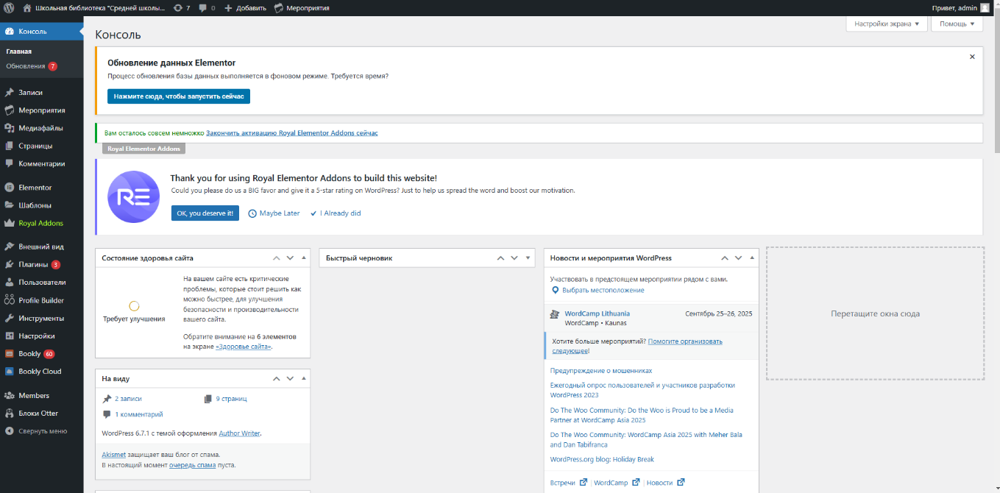 Школьная библиотека "Средней школы... 7 0 Добавить Мероприятия Привет, admin
Настройки экрана ▼ Помощь ▼
Консоль
Главная
Обновления 7
Записи
Мероприятия
Медиафайлы
Страницы
Комментарии
Elementor
Шаблоны
Royal Addons
Внешний вид
Плагины 3
Пользователи
Profile Builder
Инструменты
Настройки
Bookly 60
Bookly Cloud
Members
Блоки Otter
Свернуть меню
Консоль
Обновление данных Elementor
Процесс обновления базы данных выполняется в фоновом режиме. Требуется время?
Нажмите сюда, чтобы запустить сейчас
Вам осталось совсем немножко Закончить активацию Royal Elementor Addons сейчас
Royal Elementor Addons
RE
Thank you for using Royal Elementor Addons to build this website!
Could you please do us a BIG favor and give it a 5-star rating on WordPress? Just to help us spread the word and boost our motivation.
OK, you deserve it! Maybe Later I Already did
Состояние здоровья сайта
Требует улучшения
На вашем сайте есть критические
проблемы, которые стоит решить как
можно быстрее, для улучшения
безопасности и производительности
вашего сайта.
Обратите внимание на 6 элементов
на экране «Здоровье сайта».
На виду
2 записи 9 страниц
1 комментарий
WordPress 6.7.1 с темой оформления Author Writer.
Akismet защищает ваш блог от спама.
В настоящий момент очередь спама пуста.
Быстрый черновик
Новости и мероприятия WordPress
Участвовать в предстоящем мероприятии рядом с вами.
Выбрать местоположение
WordCamp Lithuania Сентябрь 25–26, 2025
WordCamp • Kaunas
Хотите больше мероприятий? Помогите организовать
следующее!
Предупреждение о мошенниках
Ежегодный опрос пользователей и участников разработки
WordPress 2023
Do The Woo Community: Do the Woo is Proud to be a Media
Partner at WordCamp Asia 2025
Do The Woo Community: WordCamp Asia 2025 with Meher Bala
and Dan Tabifranca
WordPress.org blog: Holiday Break
Встречи | WordCamp | Новости
Перетащите окна сюда